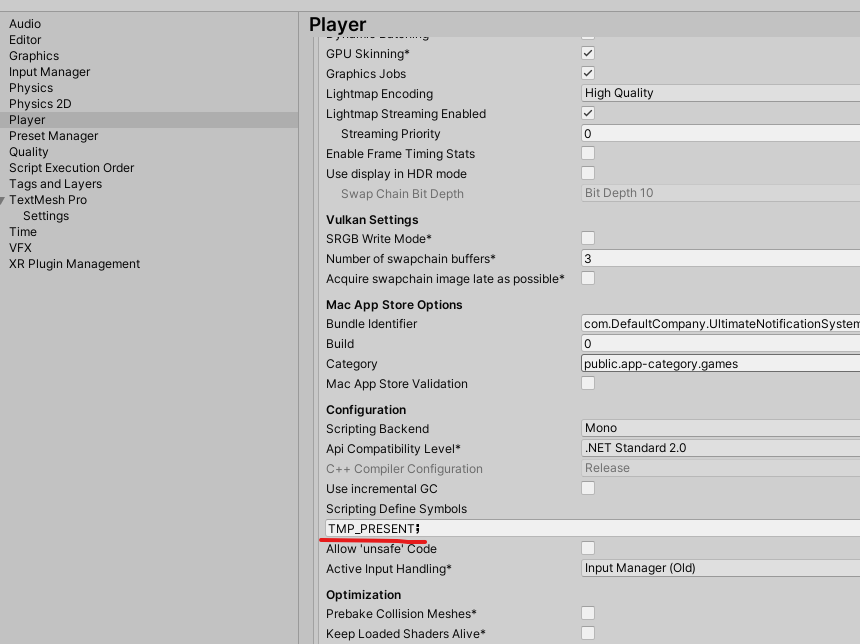 Audio
Editor
Graphics
Input Manager
Physics
Physics 2D
Player
Preset Manager
Quality
Script Execution Order
Tags and Layers
TextMesh Pro
Settings
Time
VFX
XR Plugin Management
Player
Dynamic Batching
GPU Skinning*
Graphics Jobs
Lightmap Encoding High Quality
Lightmap Streaming Enabled
Streaming Priority 0
Enable Frame Timing Stats
Use display in HDR mode
Swap Chain Bit Depth Bit Depth 10
Vulkan Settings
SRGB Write Mode*
Number of swapchain buffers* 3
Acquire swapchain image late as possible*
Mac App Store Options
Bundle Identifier com.DefaultCompany.UltimateNotificationSystem
Build 0
Category public.app-category.games
Mac App Store Validation
Configuration
Scripting Backend Mono
Api Compatibility Level* .NET Standard 2.0
C++ Compiler Configuration Release
Use incremental GC
Scripting Define Symbols
TMP_PRESENT;
Allow 'unsafe' Code
Active Input Handling* Input Manager (Old)
Optimization
Prebake Collision Meshes*
Keep Loaded Shaders Alive*